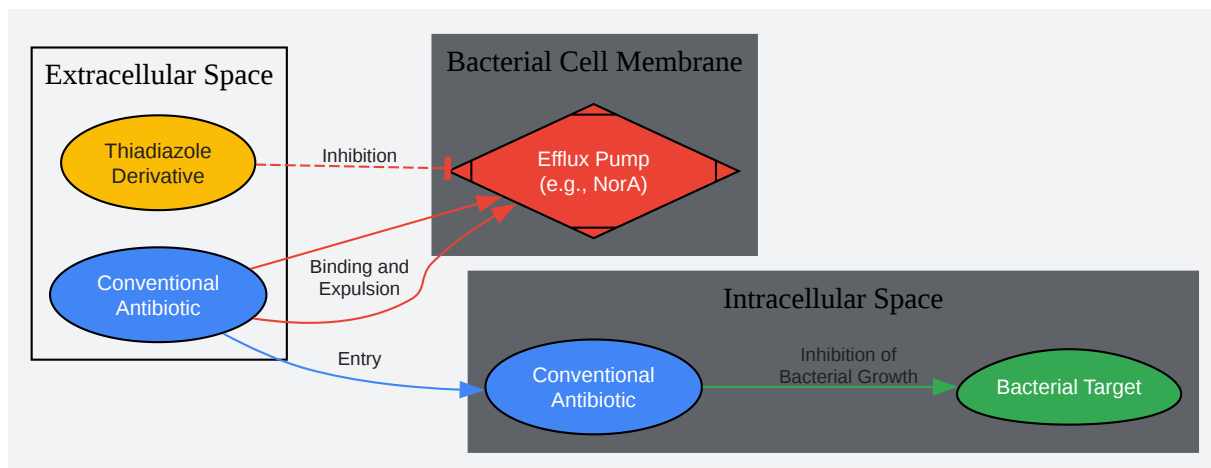 Extracellular Space
Thiadiazole
Derivative
Conventional
Antibiotic
Inhibition
Binding and
Expulsion
Entry
Bacterial Cell Membrane
Efflux Pump
(e.g., NorA)
Intracellular Space
Conventional
Antibiotic
Inhibition of
Bacterial Growth
Bacterial Target